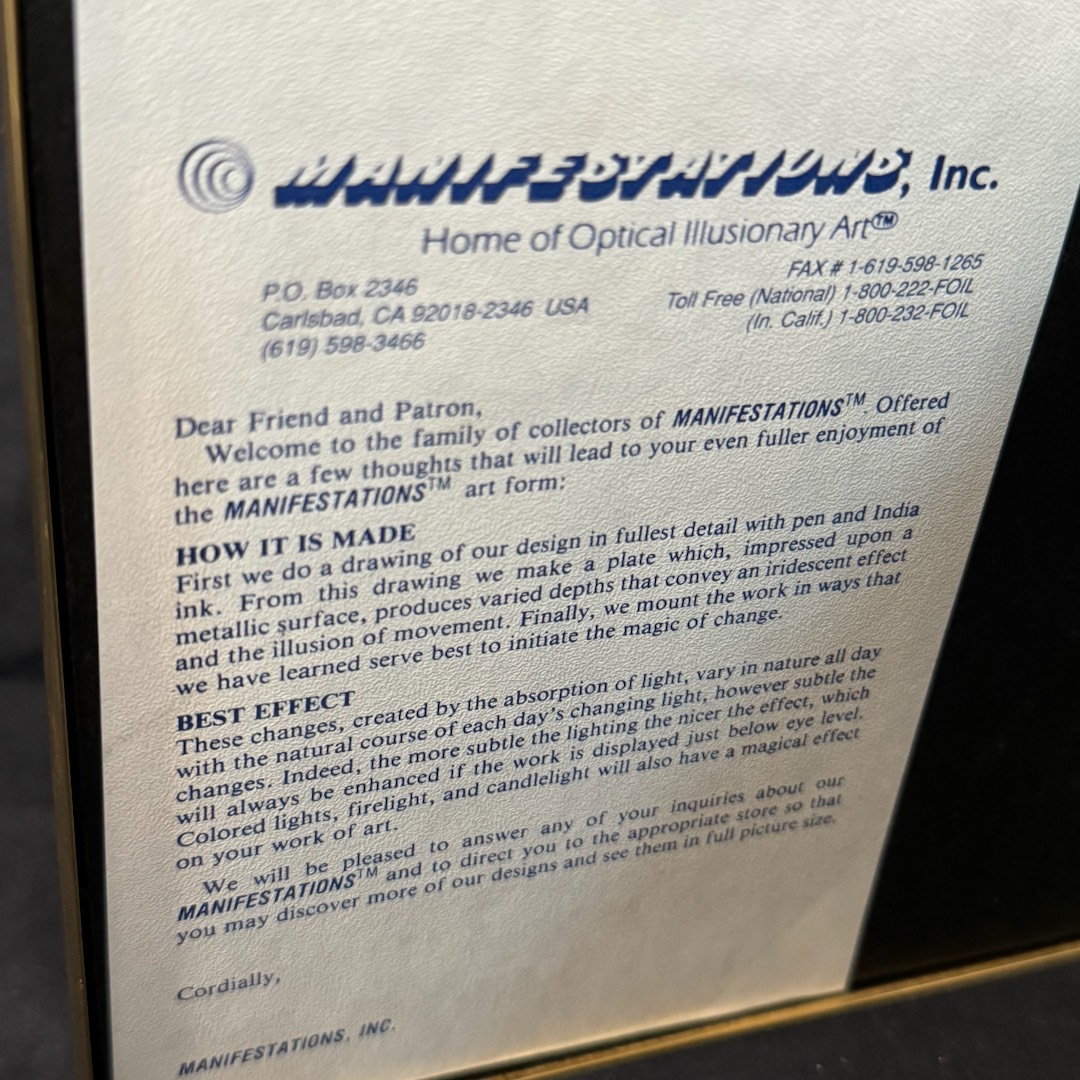 MANIFESTATIONS, Inc.
Home of Optical Illusionary Art™
P.O. Box 2346
Carlsbad, CA 92018-2346 USA
(619) 598-3466
FAX # 1-619-598-1265
Toll Free (National) 1-800-222-FOIL
(In. Calif.) 1-800-232-FOIL
Dear Friend and Patron,
Welcome to the family of collectors of MANIFESTATIONS™. Offered
here are a few thoughts that will lead to your even fuller enjoyment of
the MANIFESTATIONS™ art form:
HOW IT IS MADE
First we do a drawing of our design in fullest detail with pen and India
ink. From this drawing we make a plate which, impressed upon a
metallic surface, produces varied depths that convey an iridescent effect
and the illusion of movement. Finally, we mount the work in ways that
we have learned serve best to initiate the magic of change.
BEST EFFECT
These changes, created by the absorption of light, vary in nature all day
with the natural course of each day's changing light, however subtle the
changes. Indeed, the more subtle the lighting the nicer the effect, which
will always be enhanced if the work is displayed just below eye level.
Colored lights, firelight, and candlelight will also have a magical effect
on your work of art.
We will be pleased to answer any of your inquiries about our
MANIFESTATIONS™ and to direct you to the appropriate store so that
you may discover more of our designs and see them in full picture size.
Cordially,
MANIFESTATIONS, INC.